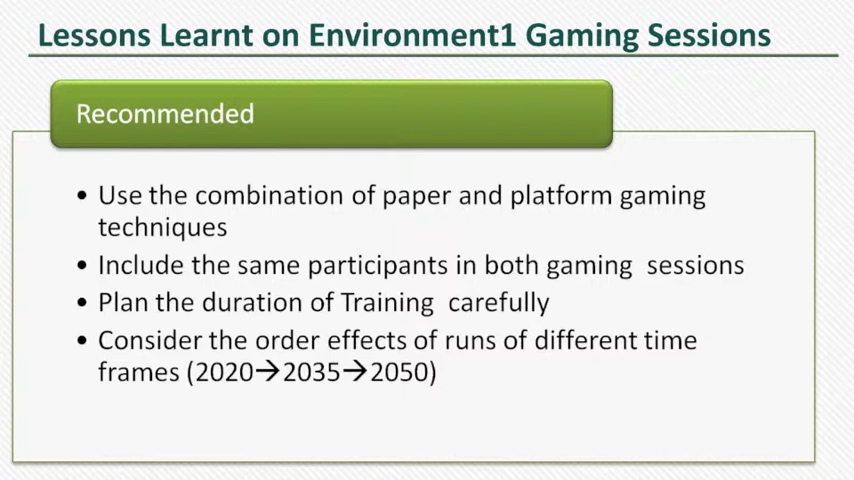 Lessons Learnt on Environment1 Gaming Sessions
Recommended
• Use the combination of paper and platform gaming
techniques
• Include the same participants in both gaming sessions
• Plan the duration of Training carefully
• Consider the order effects of runs of different time
frames (2020→2035→2050)